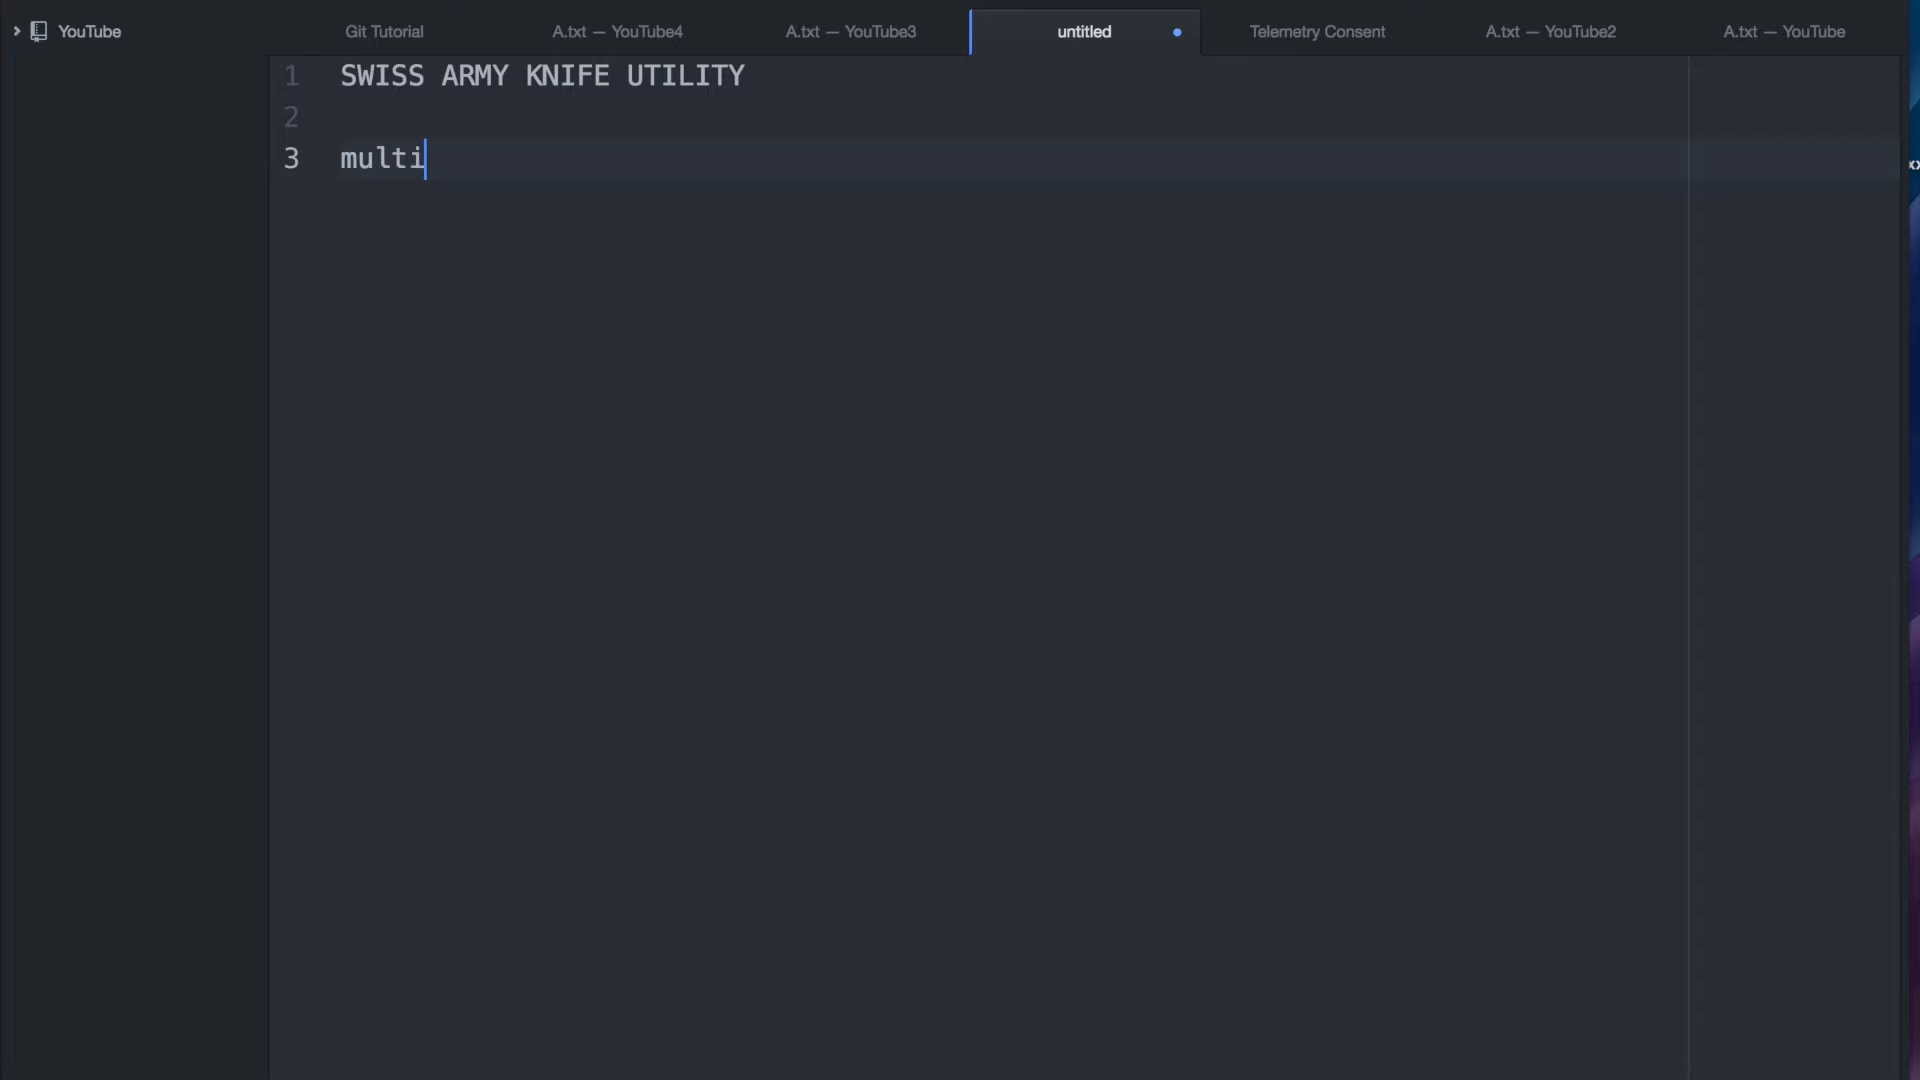 YouTube
Git Tutorial
A.txt — YouTube4
A.txt — YouTube3
untitled
Telemetry Consent
A.txt — YouTube2
A.txt — YouTube
1 SWISS ARMY KNIFE UTILITY
2
3 multi